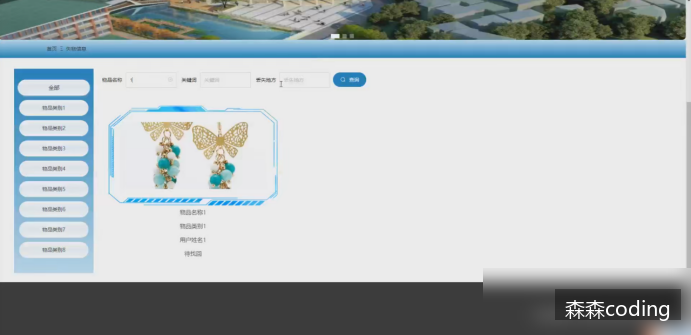 首页
全部
物品类别1
物品类别2
物品类别3
物品类别4
物品类别5
物品类别6
物品类别7
物品类别8
物品名称 1 关键词 关键词 丢失地方 丢失地方 查询
物品名称1
物品类别1
用户姓名1
待找回
森森coding